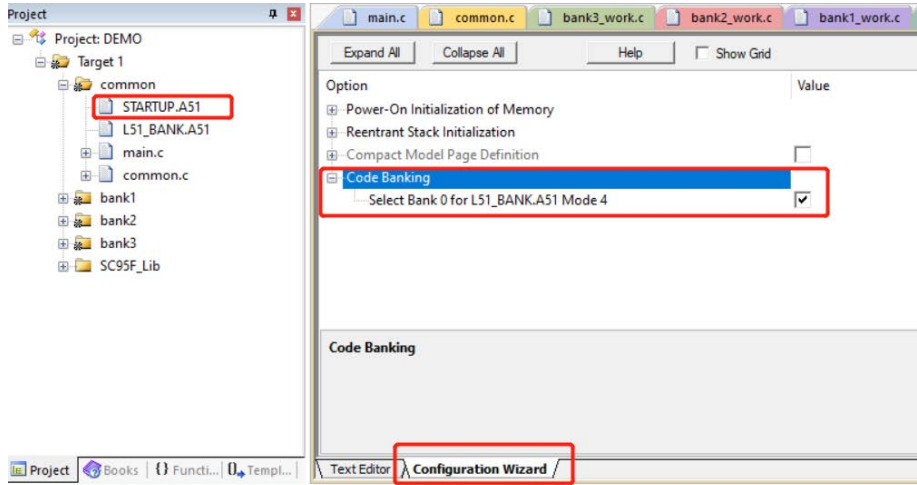 Project
Project: DEMO
Target 1
common
STARTUP.A51
L51_BANK.A51
main.c
common.c
bank1
bank2
bank3
SC95F_Lib
Project Books {} Functi... 0 Templ...
main.c common.c bank3_work.c bank2_work.c bank1_work.c
Expand All Collapse All Help Show Grid
Option Value
Power-On Initialization of Memory
Reentrant Stack Initialization
Compact Model Page Definition
Code Banking
Select Bank 0 for L51_BANK.A51 Mode 4
Code Banking
Text Editor Configuration Wizard